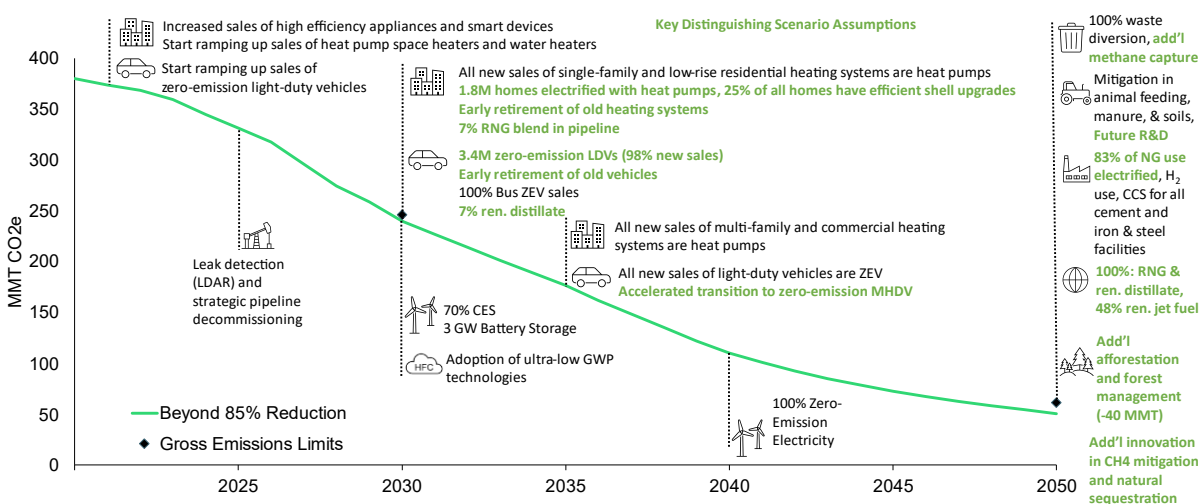 Key Distinguishing Scenario Assumptions
Increased sales of high efficiency appliances and smart devices
Start ramping up sales of heat pump space heaters and water heaters
Start ramping up sales of
zero-emission light-duty vehicles
All new sales of single-family and low-rise residential heating systems are heat pumps
1.8M homes electrified with heat pumps, 25% of all homes have efficient shell upgrades
Early retirement of old heating systems
7% RNG blend in pipeline
3.4M zero-emission LDVs (98% new sales)
Early retirement of old vehicles
100% Bus ZEV sales
7% ren. distillate
All new sales of multi-family and commercial heating
systems are heat pumps
All new sales of light-duty vehicles are ZEV
Accelerated transition to zero-emission MHDV
Leak detection
(LDAR) and
strategic pipeline
decommissioning
70% CES
3 GW Battery Storage
HFC
Adoption of ultra-low GWP
technologies
100% Zero-
Emission
Electricity
100% waste
diversion, add'l
methane capture
Mitigation in
animal feeding,
manure, & soils,
Future R&D
83% of NG use
electrified, H2
use, CCS for all
cement and
iron & steel
facilities
100%: RNG &
ren. distillate,
48% ren. jet fuel
Add'l
afforestation
and forest
management
(-40 MMT)
Add'l innovation
in CH4 mitigation
and natural
sequestration
MMT CO2e
400
350
300
250
200
150
100
50
0
Beyond 85% Reduction
Gross Emissions Limits
2025
2030
2035
2040
2045
2050